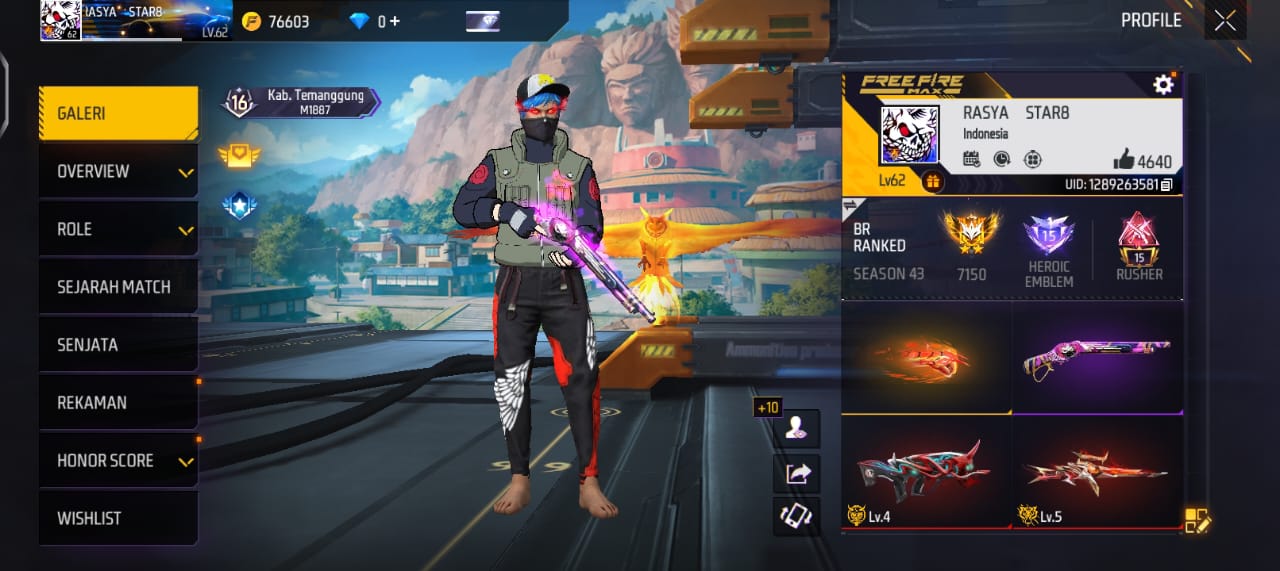 RASYA STAR8
62
LV.62
76603
0 +
PROFILE
GALERI
OVERVIEW
ROLE
SEJARAH MATCH
SENJATA
REKAMAN
HONOR SCORE
WISHLIST
16
Kab. Temanggung
M1887
+10
FREE FIRE
MAX
RASYA STAR8
Indonesia
4640
Lv62
UID: 1289263581
BR
RANKED
SEASON 43
7150
15
HEROIC
EMBLEM
15
RUSHER
Lv.4
Lv.5